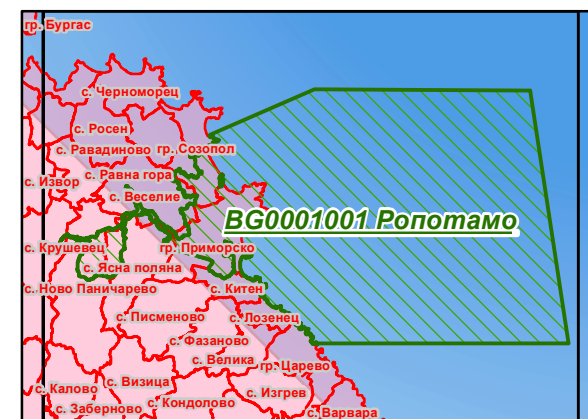 гр. Бургас
с. Черноморец
с. Росен
с. Равадиново гр. Созопол
с. Равна гора
с. Извор
с. Веселие
BG0001001 Ропотамо
с. Крушевец
гр. Приморско
с. Ясна поляна
с. Ново Паничарево
с. Китен
с. Писменово
с. Лозенец
с. Фазаново
с. Велика
гр. Царево
с. Визица
с. Калово
с. Изгрев
с. Кондолово
с. Заберново
с. Варвара